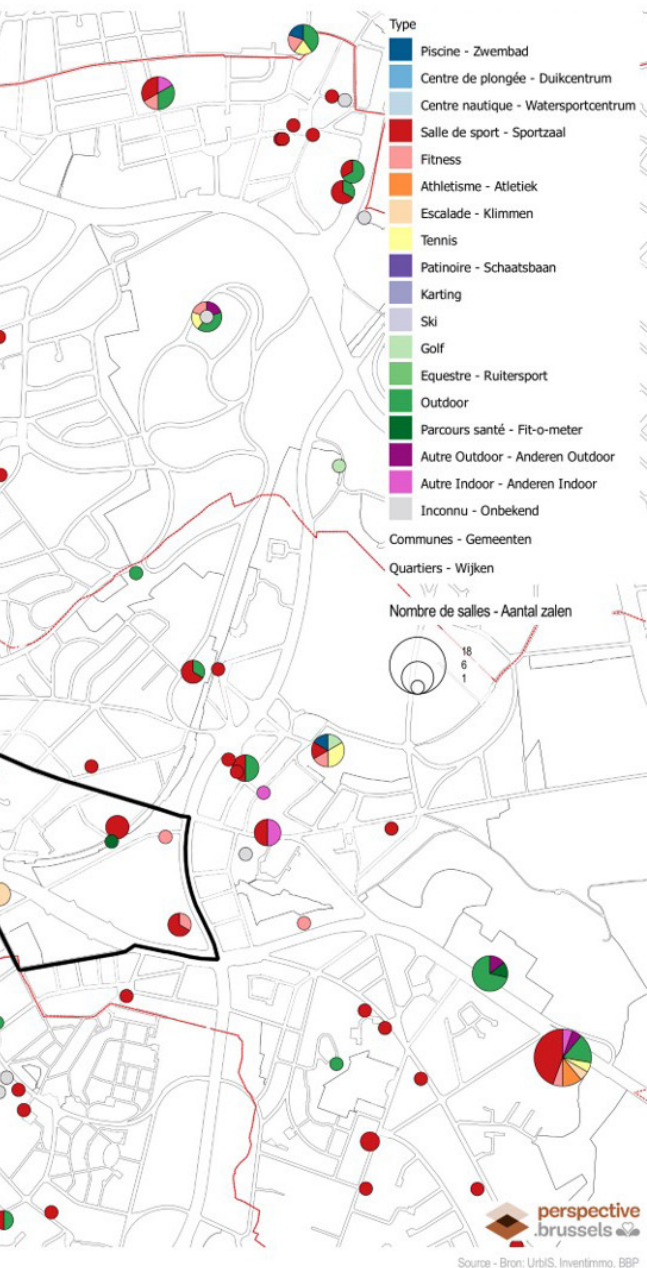 Type
Piscine - Zwembad
Centre de plongée - Duikcentrum
Centre nautique - Watersportcentrum
Salle de sport - Sportzaal
Fitness
Athletisme - Atletiek
Escalade - Klimmen
Tennis
Patinoire - Schaatsbaan
Karting
Ski
Golf
Equestre - Ruitersport
Outdoor
Parcours santé - Fit-o-meter
Autre Outdoor - Anderen Outdoor
Autre Indoor - Anderen Indoor
Inconnu - Onbekend
Communes - Gemeenten
Quartiers - Wijken
Nombre de salles - Aantal zalen
18
6
1
perspective
.brussels
Source - Bron: UrbIS, Inventimmo, BBP